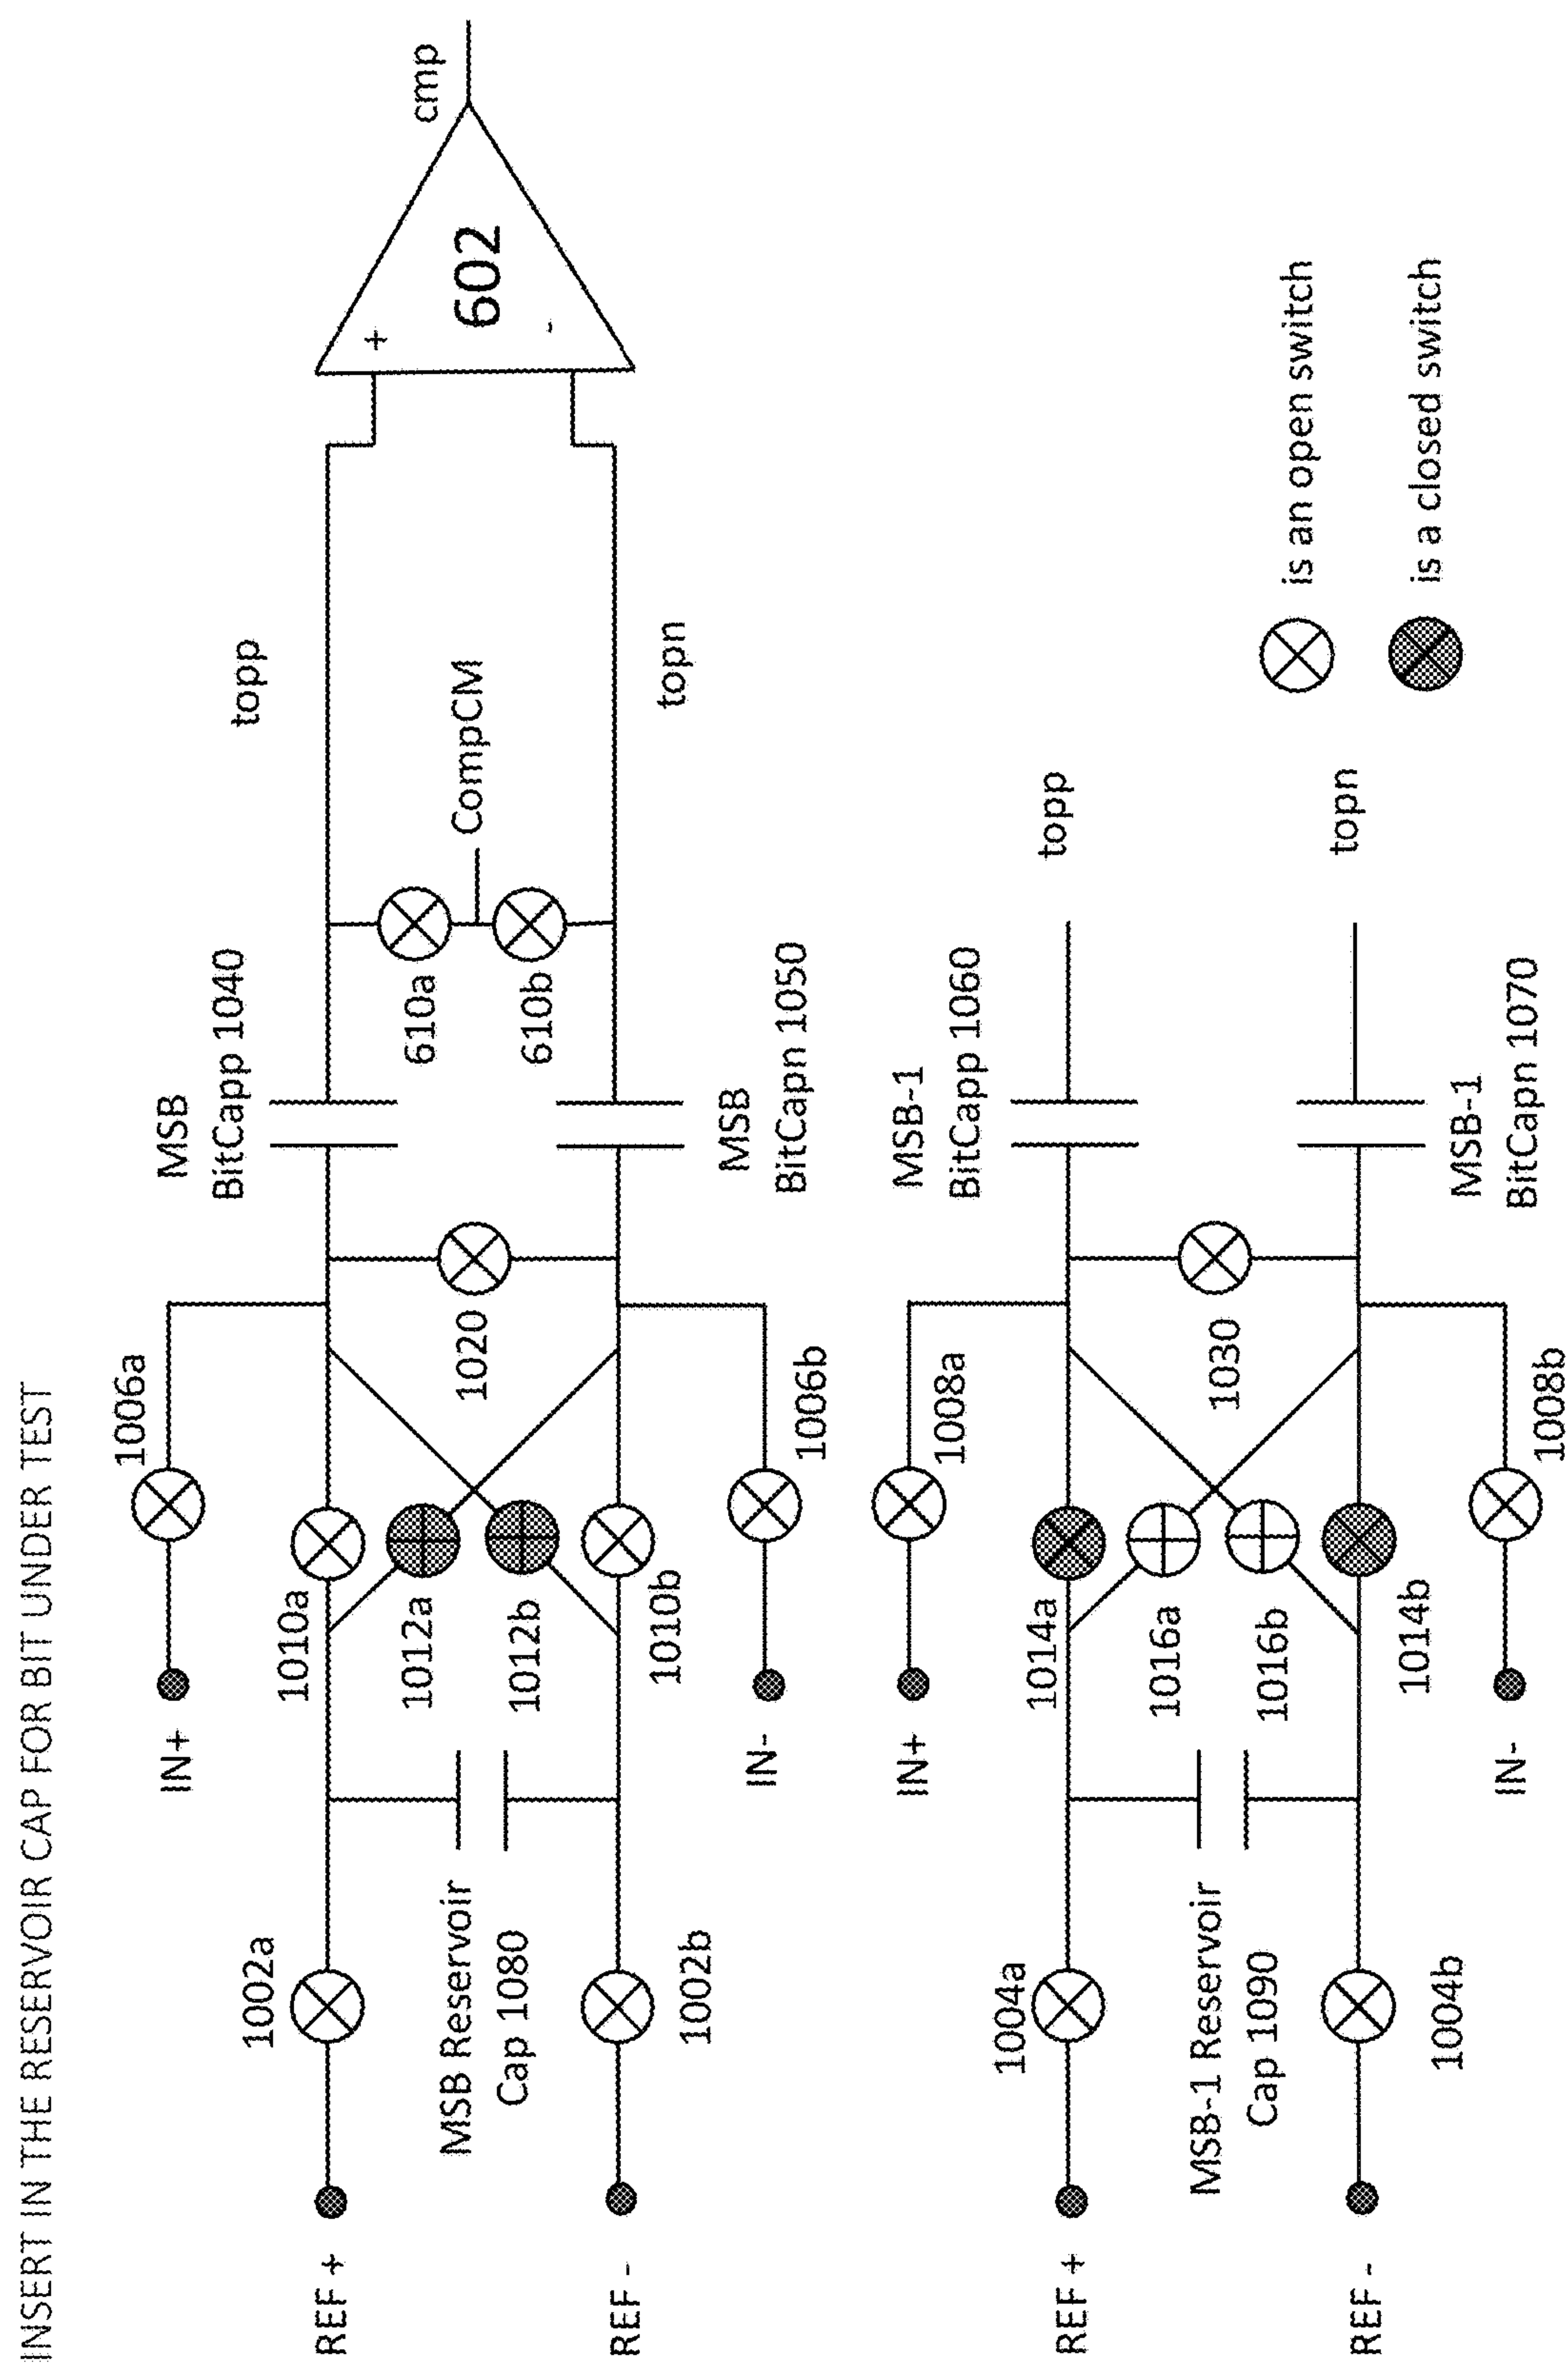 INSERT IN THE RESERVOIR CAP FOR BIT UNDER TEST
IN+
1006a
REF +
1002a
1010a
MSB
BitCapp 1040
topp
MSB Reservoir
Cap 1080
1012a
1012b
1020
610a
610b
CompCM
+
-
602
cmp
REF -
1002b
1010b
MSB
BitCapn 1050
topn
IN-
1006b
IN+
1008a
REF +
1004a
1014a
MSB-1
BitCapp 1060
topp
MSB-1 Reservoir
Cap 1090
1016a
1016b
1030
REF -
1004b
1014b
MSB-1
BitCapn 1070
topn
IN-
1008b
is an open switch
is a closed switch